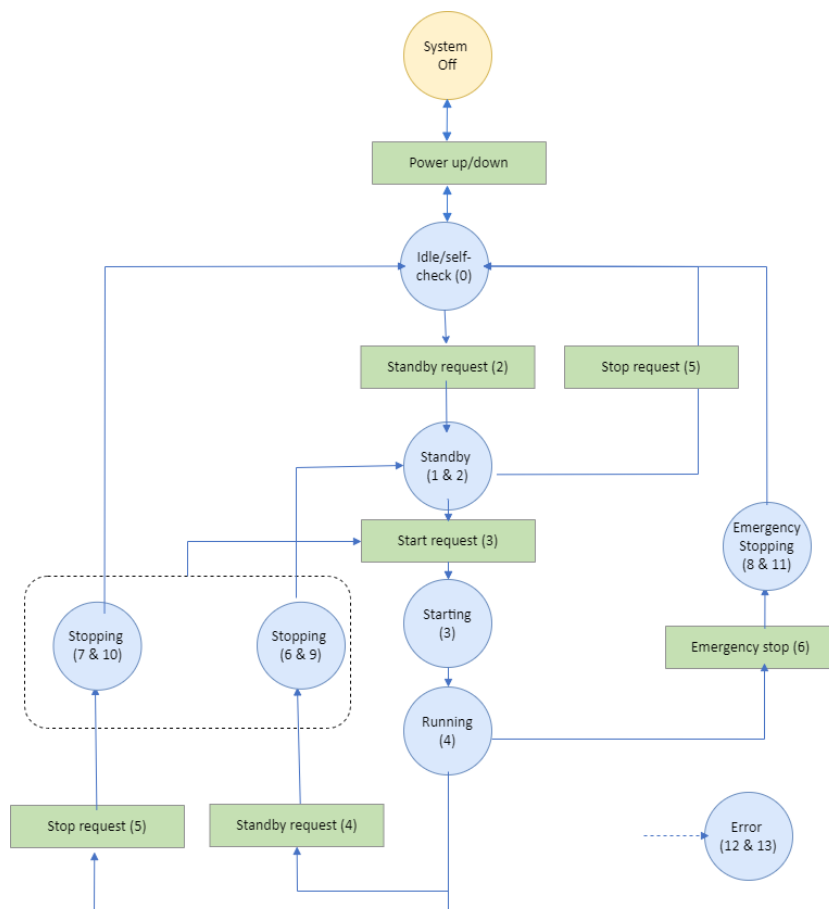 System
Off
Power up/down
Idle/self-
check (0)
Standby request (2)
Stop request (5)
Standby
(1 & 2)
Start request (3)
Emergency
Stopping
(8 & 11)
Starting
(3)
Stopping
(7 & 10)
Stopping
(6 & 9)
Emergency stop (6)
Running
(4)
Stop request (5)
Standby request (4)
Error
(12 & 13)